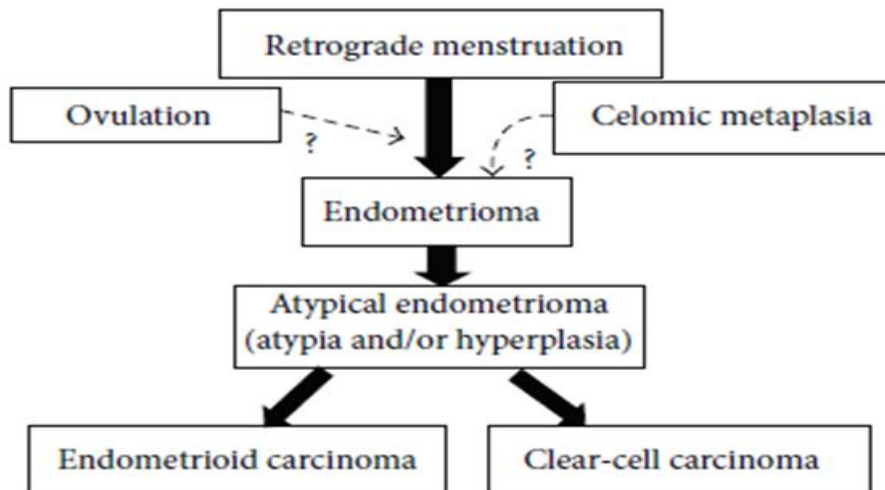 Retrograde menstruation
Ovulation
Celomic metaplasia
?
?
Endometrioma
Atypical endometrioma
(atypia and/or hyperplasia)
Endometrioid carcinoma
Clear-cell carcinoma